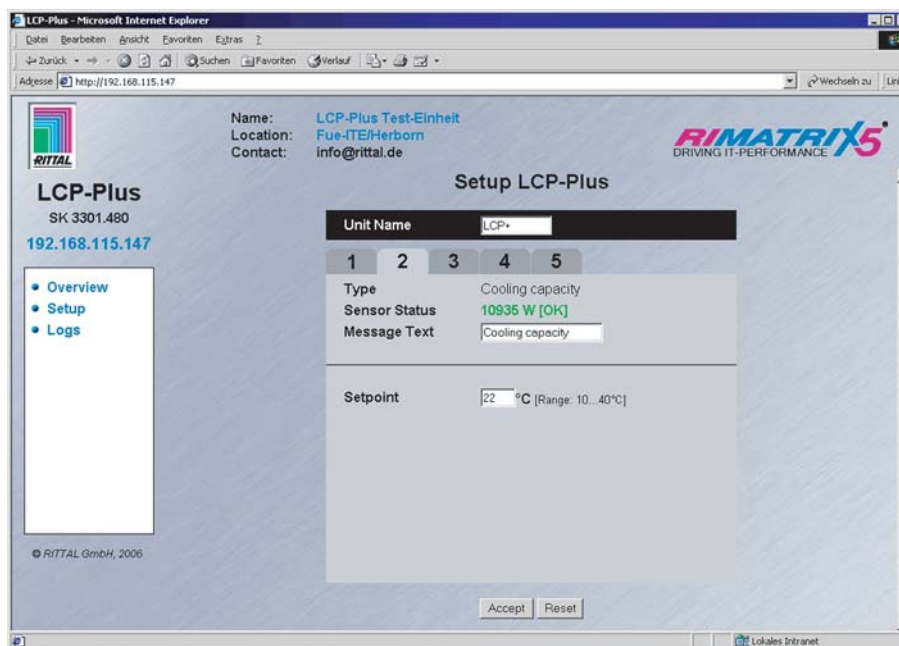 LCP-Plus - Microsoft Internet Explorer
Datei Bearbeiten Ansicht Favoriten Extras ?
Zurück Suchen Favoriten Verlauf
Adresse http://192.168.115.147 Wechseln zu
RITTAL
Name: LCP-Plus Test-Einheit
Location: Fue-ITE/Herborn
Contact: info@rittal.de
RIMATRIX5
DRIVING IT-PERFORMANCE
LCP-Plus
SK 3301.480
192.168.115.147
Overview
Setup
Logs
© RITTAL GmbH, 2006
Setup LCP-Plus
Unit Name LCP+
1 2 3 4 5
Type Cooling capacity
Sensor Status 10935 W [OK]
Message Text Cooling capacity
Setpoint 22 °C [Range: 10...40°C]
Accept Reset
Lokales Intranet